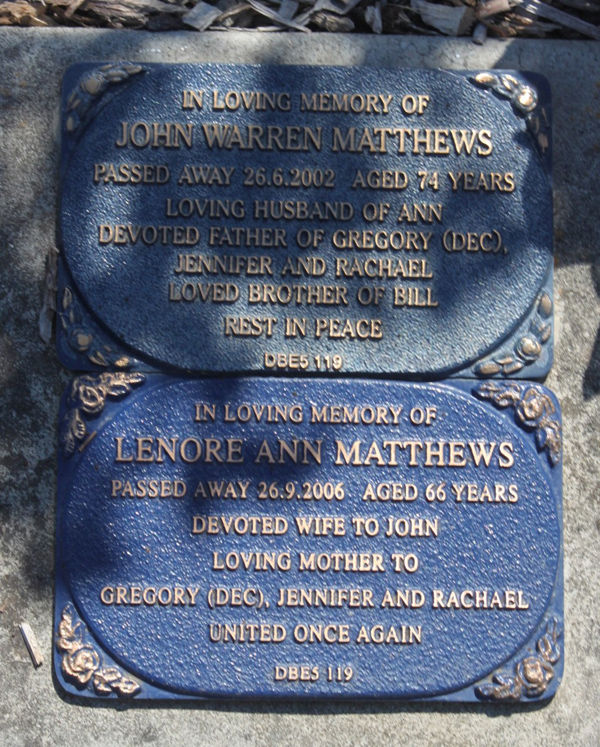 IN LOVING MEMORY OF
JOHN WARREN MATTHEWS
PASSED AWAY 26.6.2002 AGED 74 YEARS
LOVING HUSBAND OF ANN
DEVOTED FATHER OF GREGORY (DEC),
JENNIFER AND RACHAEL
LOVED BROTHER OF BILL
REST IN PEACE
DBE5 119
IN LOVING MEMORY OF
LENORE ANN MATTHEWS
PASSED AWAY 26.9.2006 AGED 66 YEARS
DEVOTED WIFE TO JOHN
LOVING MOTHER TO
GREGORY (DEC), JENNIFER AND RACHAEL
UNITED ONCE AGAIN
DBE5 119